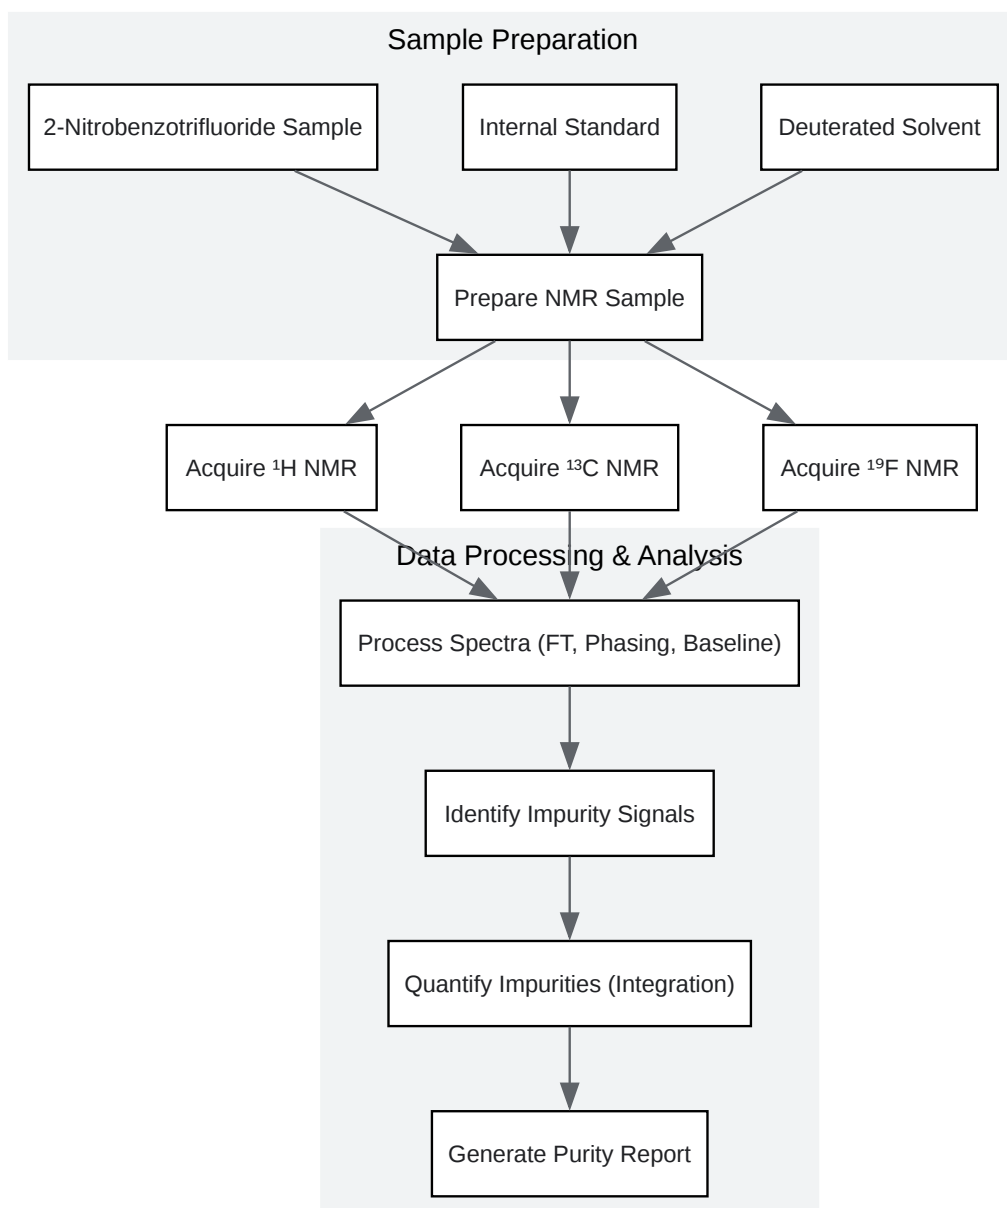 Sample Preparation
2-Nitrobenzotrifluoride Sample
Internal Standard
Deuterated Solvent
Prepare NMR Sample
Acquire ¹H NMR
Acquire ¹³C NMR
Acquire ¹⁹F NMR
Data Processing & Analysis
Process Spectra (FT, Phasing, Baseline)
Identify Impurity Signals
Quantify Impurities (Integration)
Generate Purity Report